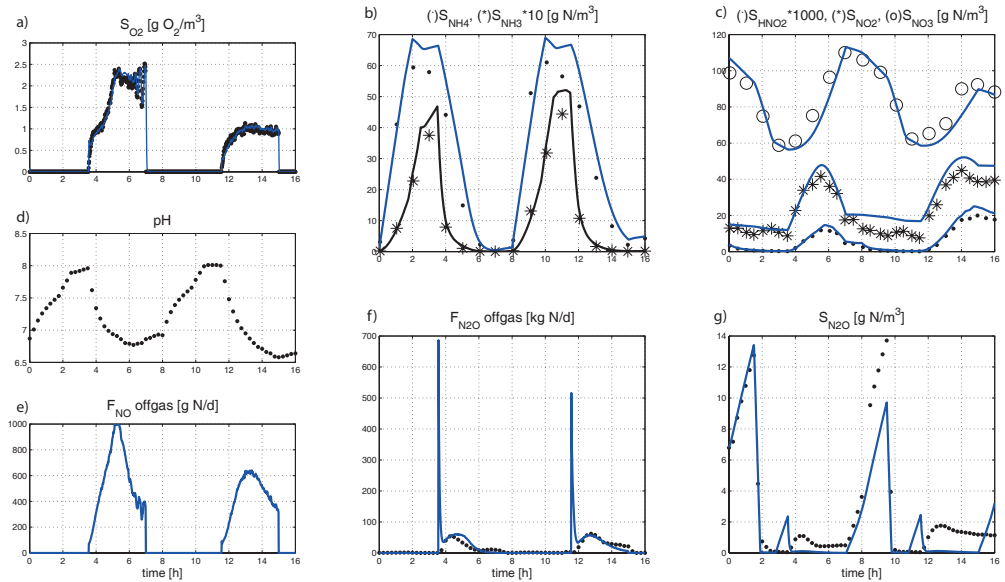 a) S_O2 [g O2/m³]
2.5
2
1.5
1
0.5
0
0 2 4 6 8 10 12 14 16
b) (·)S_NH4, (*)S_NH3*10 [g N/m³]
70
60
50
40
30
20
10
0
0 2 4 6 8 10 12 14 16
c) (·)S_HNO2*1000, (*)S_NO2, (o)S_NO3 [g N/m³]
120
100
80
60
40
20
0
0 2 4 6 8 10 12 14 16
d) pH
8.5
8
7.5
7
6.5
0 2 4 6 8 10 12 14 16
e) F_NO offgas [g N/d]
1000
800
600
400
200
0
0 2 4 6 8 10 12 14 16
time [h]
f) F_N2O offgas [kg N/d]
700
600
500
400
300
200
100
0
0 2 4 6 8 10 12 14 16
time [h]
g) S_N2O [g N/m³]
14
12
10
8
6
4
2
0
0 2 4 6 8 10 12 14 16
time [h]